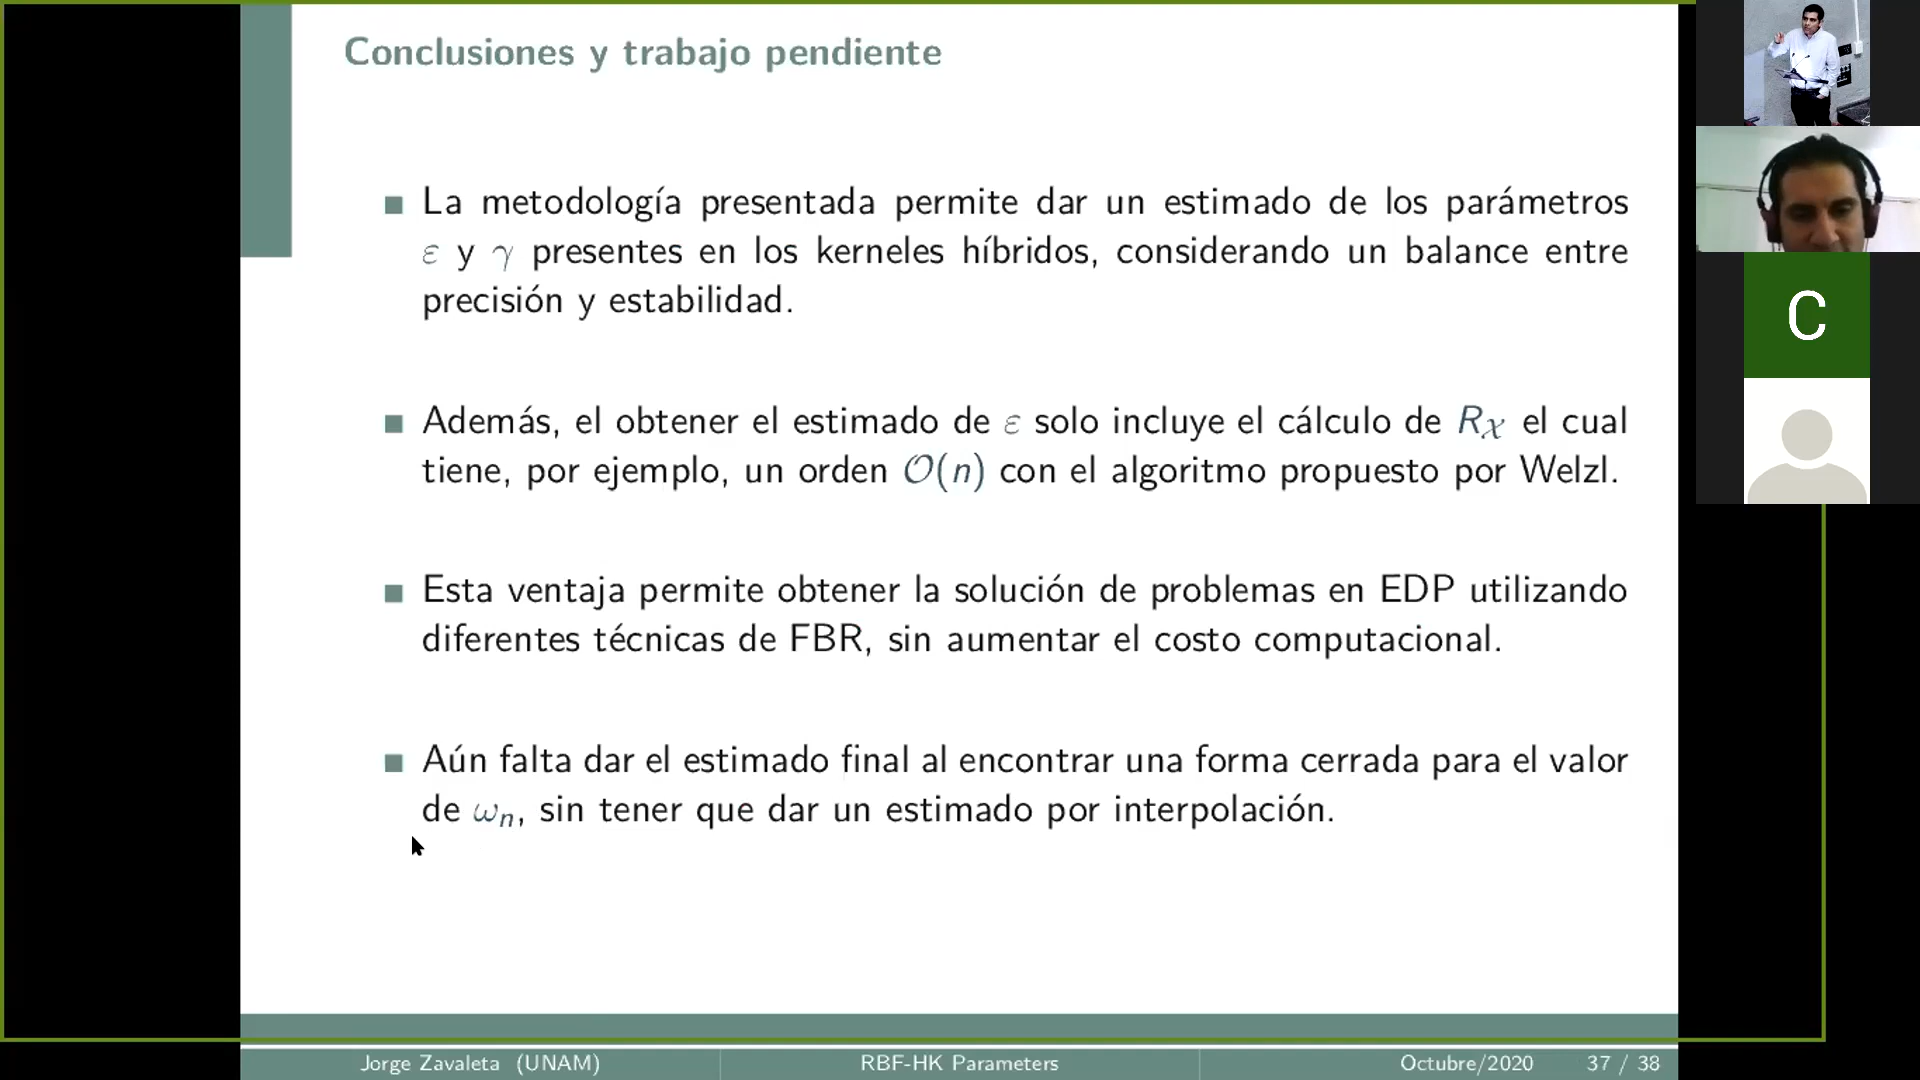 Conclusiones y trabajo pendiente
La metodología presentada permite dar un estimado de los parámetros
ε y γ presentes en los kerneles híbridos, considerando un balance entre
precisión y estabilidad.
Además, el obtener el estimado de ε solo incluye el cálculo de R𝒳 el cual
tiene, por ejemplo, un orden 𝒪(n) con el algoritmo propuesto por Welzl.
Esta ventaja permite obtener la solución de problemas en EDP utilizando
diferentes técnicas de FBR, sin aumentar el costo computacional.
Aún falta dar el estimado final al encontrar una forma cerrada para el valor
de ωₙ, sin tener que dar un estimado por interpolación.
Jorge Zavaleta (UNAM) RBF-HK Parameters Octubre/2020 37 / 38
C